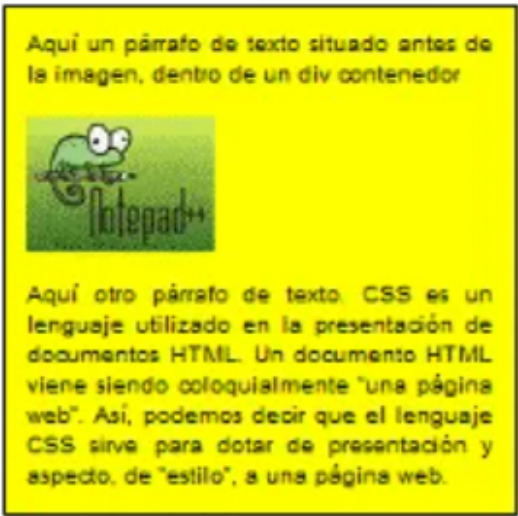 Aquí un párrafo de texto situado antes de
la imagen, dentro de un div contenedor
Notepad++
Aquí otro párrafo de texto. CSS es un
lenguaje utilizado en la presentación de
documentos HTML. Un documento HTML
viene siendo coloquialmente "una página
web". Así, podemos decir que el lenguaje
CSS sirve para dotar de presentación y
aspecto, de "estilo", a una página web.